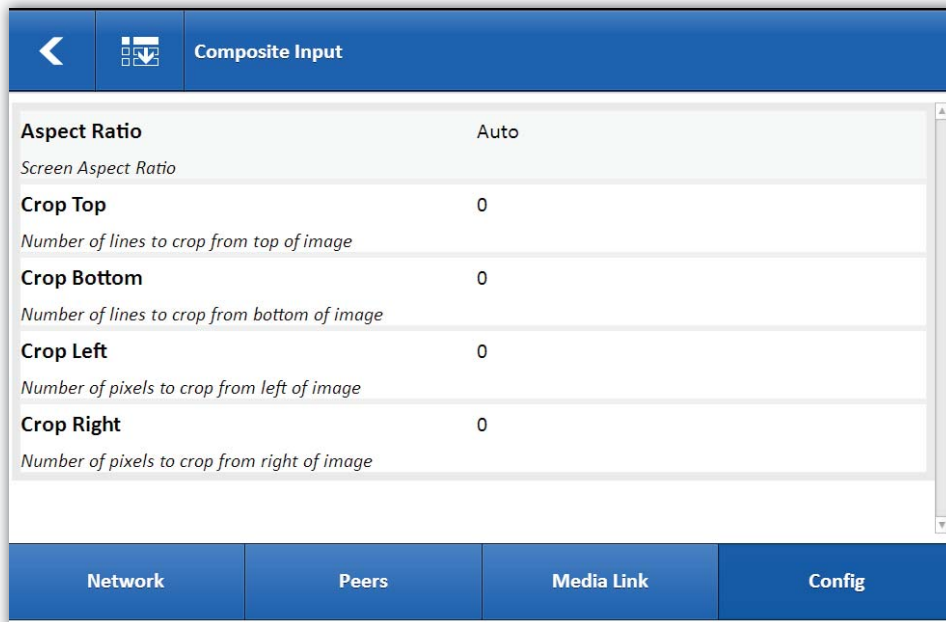 Composite Input
Aspect Ratio Auto
Screen Aspect Ratio
Crop Top 0
Number of lines to crop from top of image
Crop Bottom 0
Number of lines to crop from bottom of image
Crop Left 0
Number of pixels to crop from left of image
Crop Right 0
Number of pixels to crop from right of image
Network Peers Media Link Config